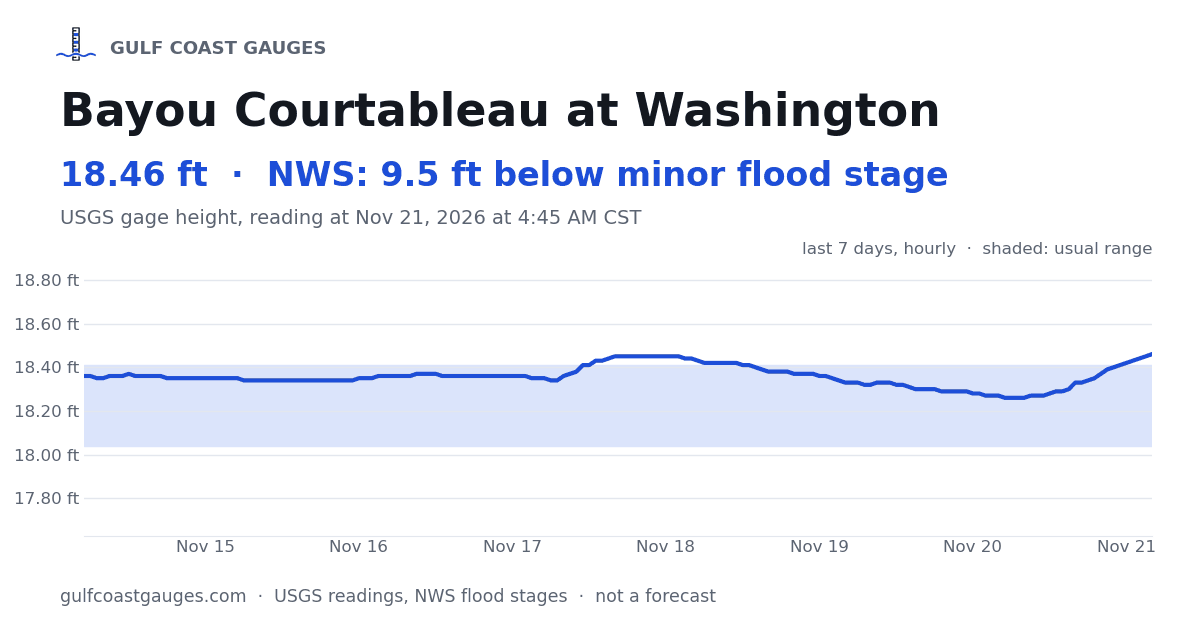 GULF COAST GAUGES
Bayou Courtableau at Washington
18.46 ft · NWS: 9.5 ft below minor flood stage
USGS gage height, reading at Nov 21, 2026 at 4:45 AM CST
last 7 days, hourly · shaded: usual range
18.80 ft
18.60 ft
18.40 ft
18.20 ft
18.00 ft
17.80 ft
Nov 15 Nov 16 Nov 17 Nov 18 Nov 19 Nov 20 Nov 21
gulfcoastgauges.com · USGS readings, NWS flood stages · not a forecast